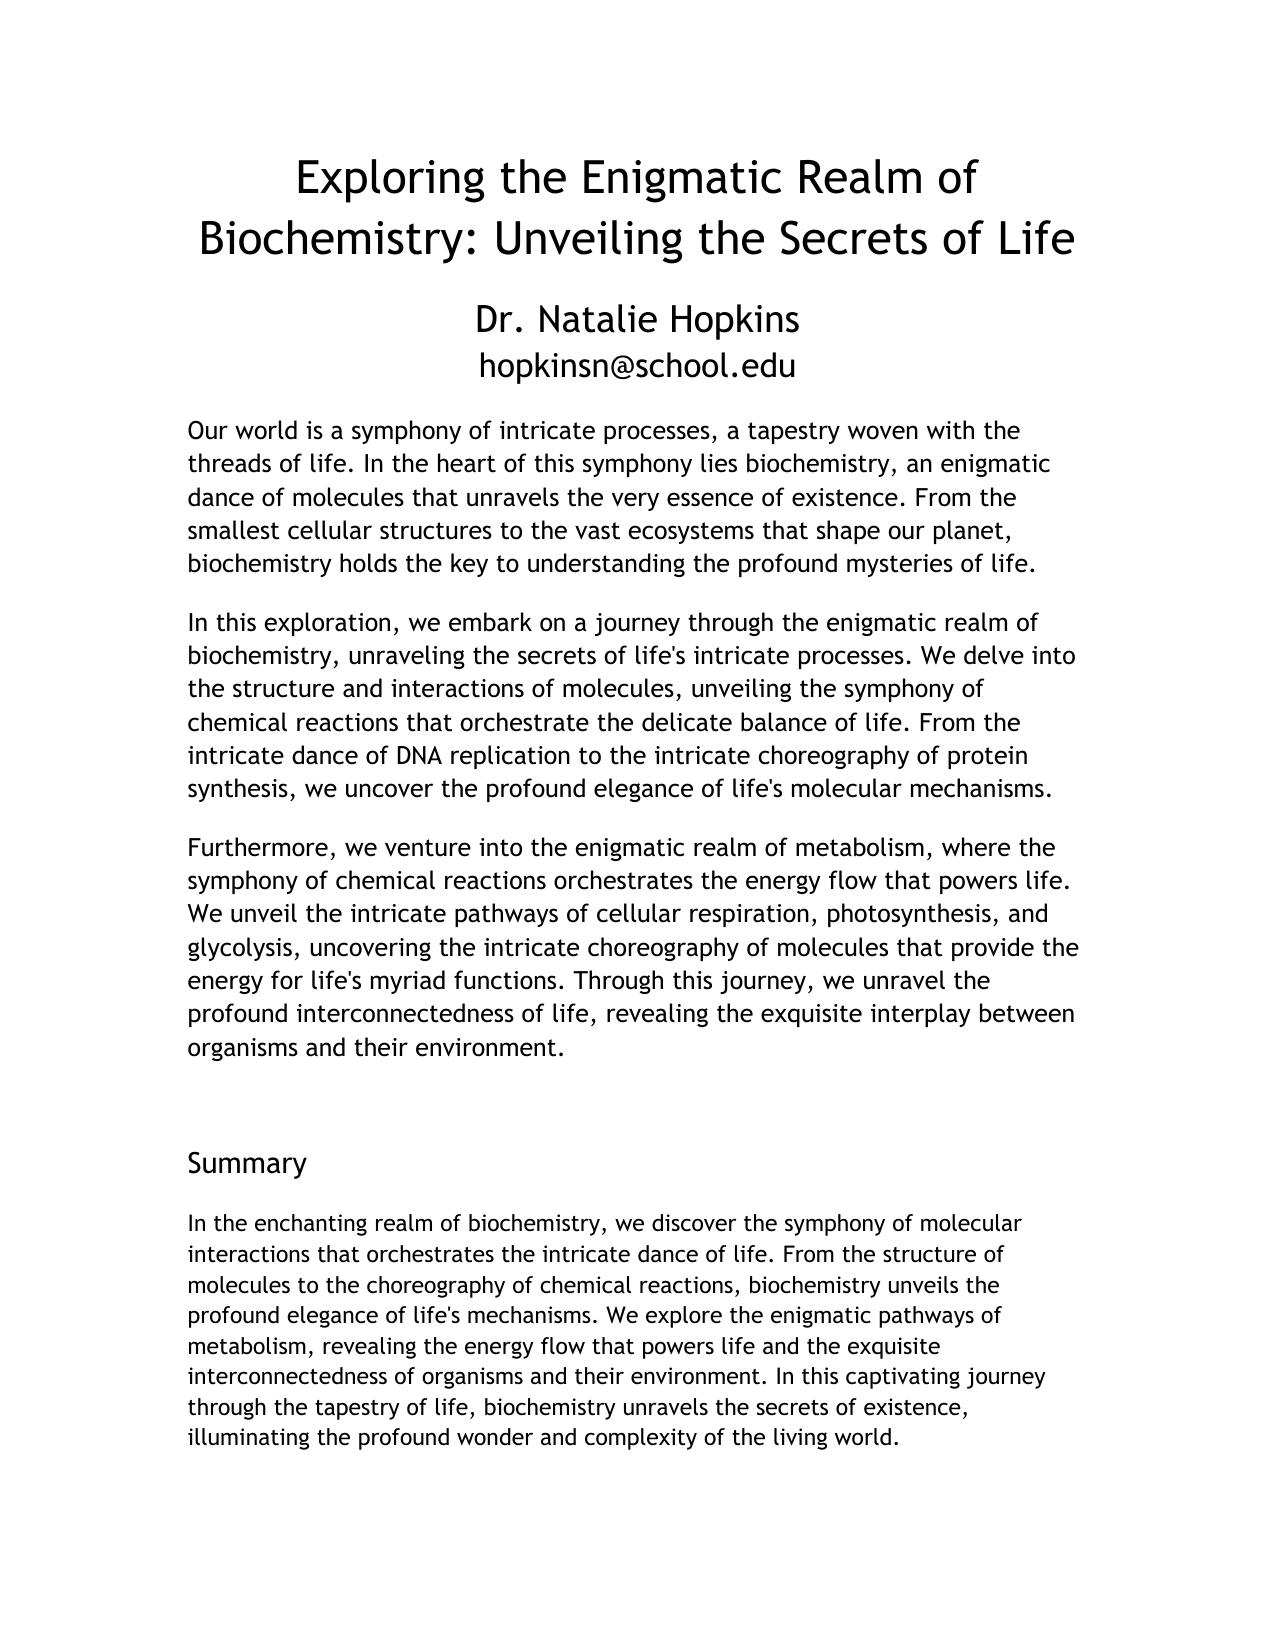 Exploring the Enigmatic Realm of
Biochemistry: Unveiling the Secrets of Life
Dr. Natalie Hopkins
hopkinsn@school.edu
Our world is a symphony of intricate processes, a tapestry woven with the
threads of life. In the heart of this symphony lies biochemistry, an enigmatic
dance of molecules that unravels the very essence of existence. From the
smallest cellular structures to the vast ecosystems that shape our planet,
biochemistry holds the key to understanding the profound mysteries of life.
In this exploration, we embark on a journey through the enigmatic realm of
biochemistry, unraveling the secrets of life's intricate processes. We delve into
the structure and interactions of molecules, unveiling the symphony of
chemical reactions that orchestrate the delicate balance of life. From the
intricate dance of DNA replication to the intricate choreography of protein
synthesis, we uncover the profound elegance of life's molecular mechanisms.
Furthermore, we venture into the enigmatic realm of metabolism, where the
symphony of chemical reactions orchestrates the energy flow that powers life.
We unveil the intricate pathways of cellular respiration, photosynthesis, and
glycolysis, uncovering the intricate choreography of molecules that provide the
energy for life's myriad functions. Through this journey, we unravel the
profound interconnectedness of life, revealing the exquisite interplay between
organisms and their environment.
Summary
In the enchanting realm of biochemistry, we discover the symphony of molecular
interactions that orchestrates the intricate dance of life. From the structure of
molecules to the choreography of chemical reactions, biochemistry unveils the
profound elegance of life's mechanisms. We explore the enigmatic pathways of
metabolism, revealing the energy flow that powers life and the exquisite
interconnectedness of organisms and their environment. In this captivating journey
through the tapestry of life, biochemistry unravels the secrets of existence,
illuminating the profound wonder and complexity of the living world.